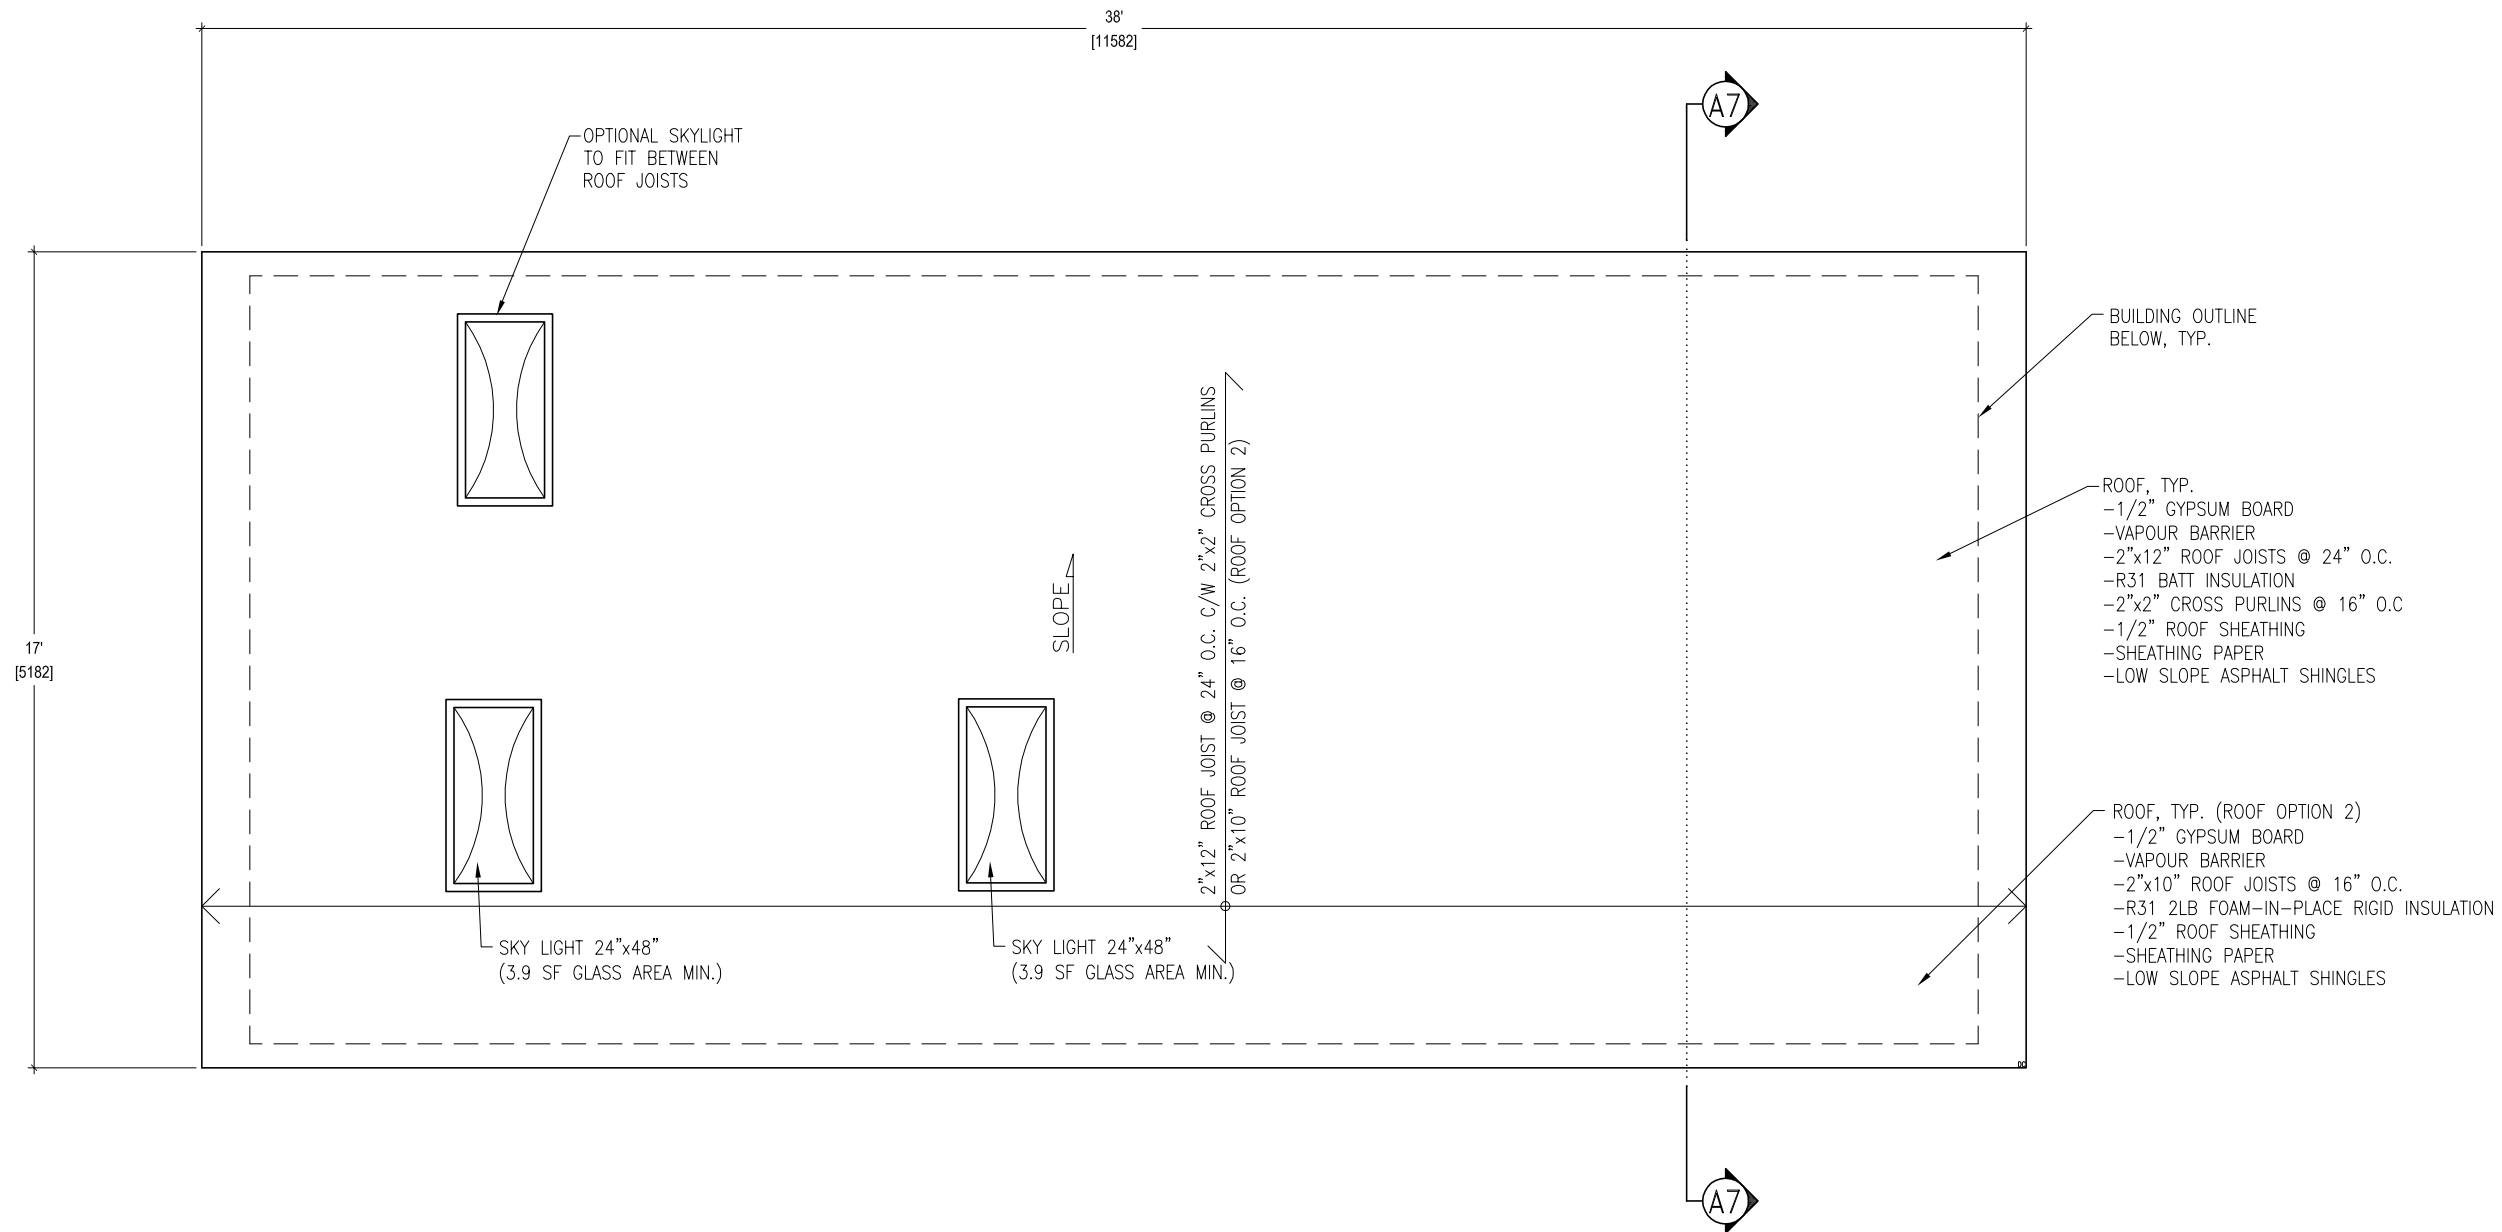 38'
[11582]
A7
OPTIONAL SKYLIGHT
TO FIT BETWEEN
ROOF JOISTS
BUILDING OUTLINE
BELOW, TYP.
ROOF, TYP.
-1/2" GYPSUM BOARD
-VAPOUR BARRIER
-2"x12" ROOF JOISTS @ 24" O.C.
-R31 BATT INSULATION
-2"x2" CROSS PURLINS @ 16" O.C
-1/2" ROOF SHEATHING
-SHEATHING PAPER
-LOW SLOPE ASPHALT SHINGLES
17'
[5182]
SLOPE
2"x12" ROOF JOIST @ 24" O.C. C/W 2"x2" CROSS PURLINS
OR 2"x10" ROOF JOIST @ 16" O.C. (ROOF OPTION 2)
ROOF, TYP. (ROOF OPTION 2)
-1/2" GYPSUM BOARD
-VAPOUR BARRIER
-2"x10" ROOF JOISTS @ 16" O.C.
-R31 2LB FOAM-IN-PLACE RIGID INSULATION
-1/2" ROOF SHEATHING
-SHEATHING PAPER
-LOW SLOPE ASPHALT SHINGLES
SKY LIGHT 24"x48"
(3.9 SF GLASS AREA MIN.)
SKY LIGHT 24"x48"
(3.9 SF GLASS AREA MIN.)
A7